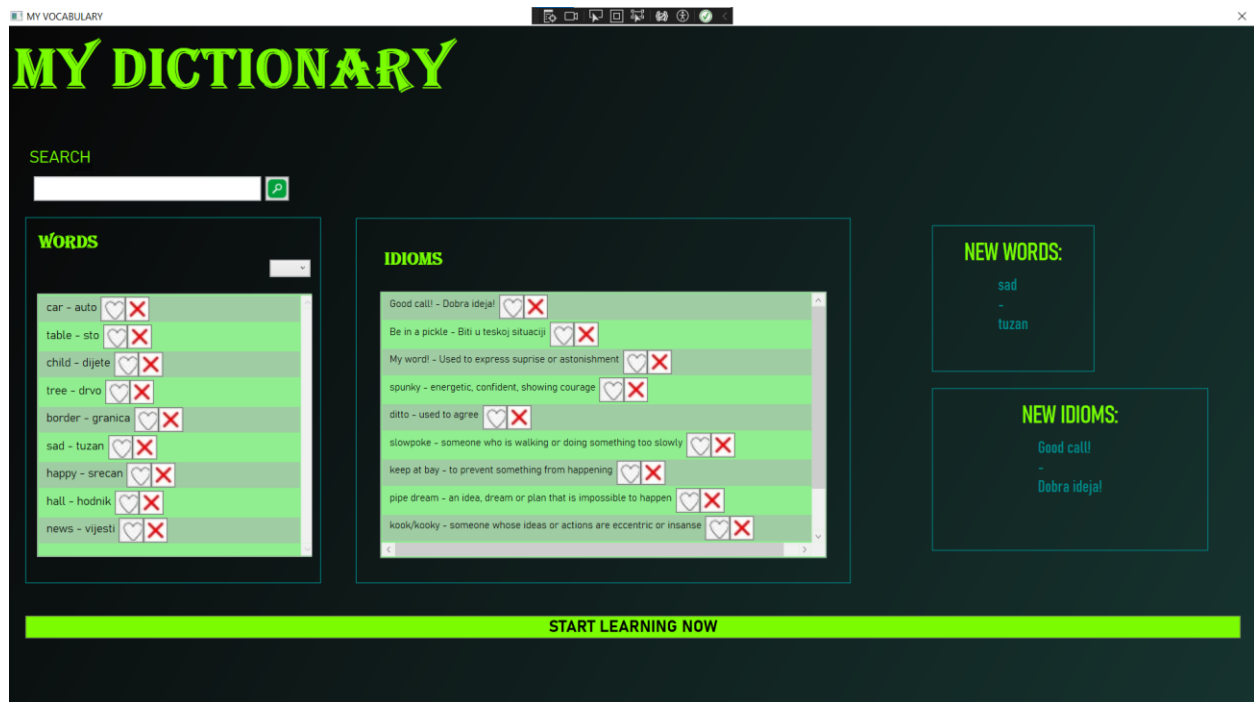 MY VOCABULARY
MY DICTIONARY
SEARCH
WORDS
car - auto
table - sto
child - dijete
tree - drvo
border - granica
sad - tuzan
happy - srecan
hall - hodnik
news - vijesti
IDIOMS
Good call! - Dobra ideja!
Be in a pickle - Biti u teskoj situaciji
My word! - Used to express suprise or astonishment
spunky - energetic, confident, showing courage
ditto - used to agree
slowpoke - someone who is walking or doing something too slowly
keep at bay - to prevent something from happening
pipe dream - an idea, dream or plan that is impossible to happen
kook/kooky - someone whose ideas or actions are eccentric or insanse
NEW WORDS:
sad
-
tuzan
NEW IDIOMS:
Good call!
-
Dobra ideja!
START LEARNING NOW